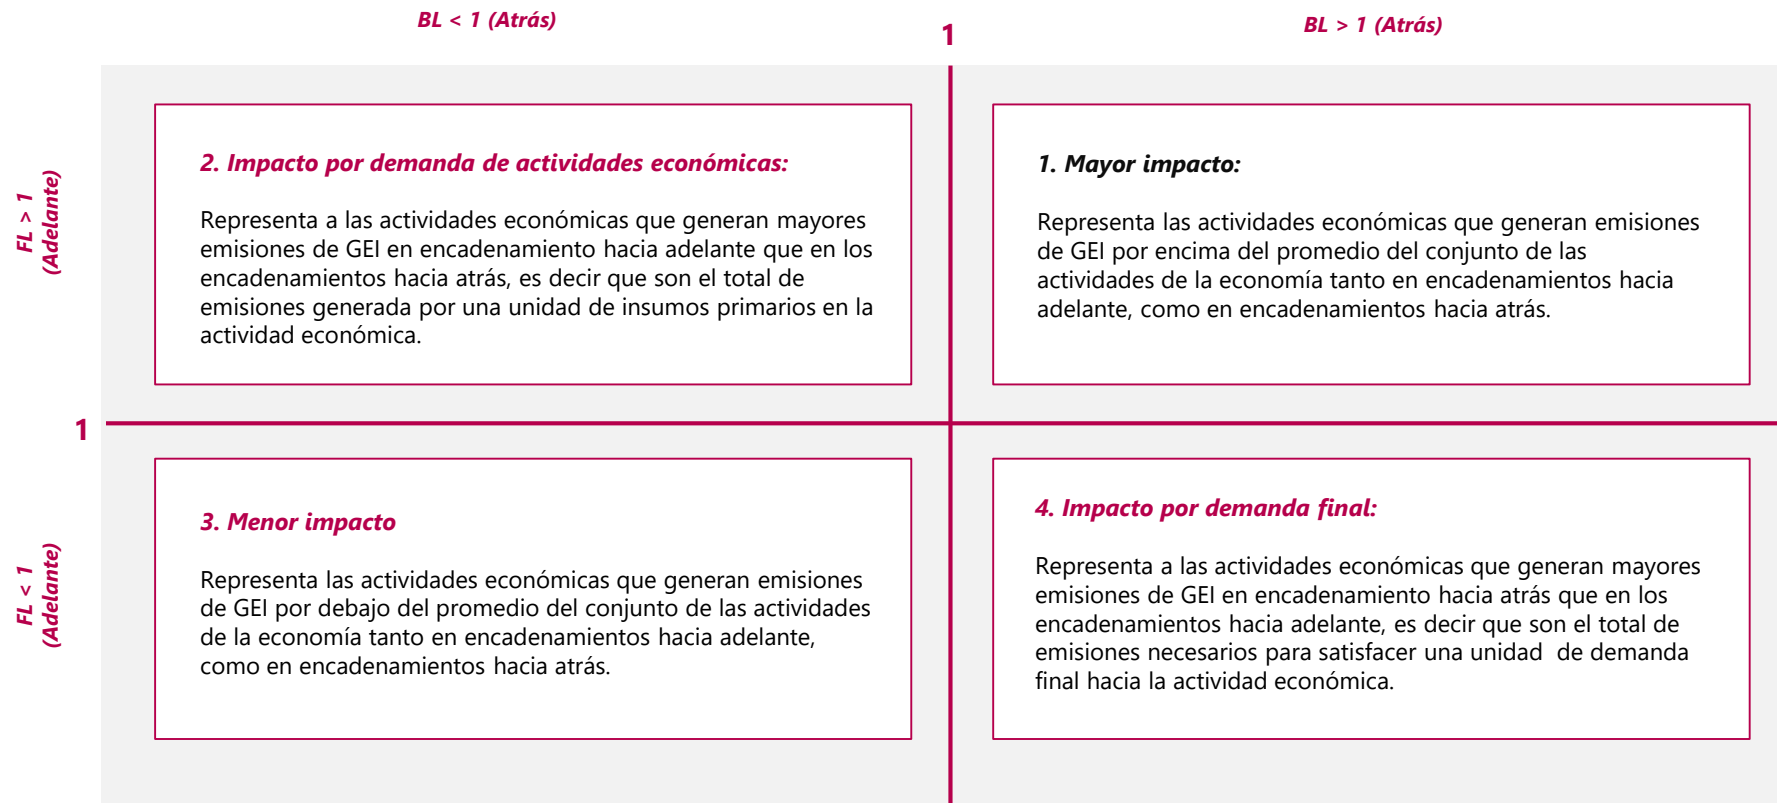 BL < 1 (Atrás)
1
BL > 1 (Atrás)
FL > 1
(Adelante)
2. Impacto por demanda de actividades económicas:
Representa a las actividades económicas que generan mayores
emisiones de GEI en encadenamiento hacia adelante que en los
encadenamientos hacia atrás, es decir que son el total de
emisiones generada por una unidad de insumos primarios en la
actividad económica.
1. Mayor impacto:
Representa las actividades económicas que generan emisiones
de GEI por encima del promedio del conjunto de las
actividades de la economía tanto en encadenamientos hacia
adelante, como en encadenamientos hacia atrás.
1
FL < 1
(Adelante)
3. Menor impacto
Representa las actividades económicas que generan emisiones
de GEI por debajo del promedio del conjunto de las actividades
de la economía tanto en encadenamientos hacia adelante,
como en encadenamientos hacia atrás.
4. Impacto por demanda final:
Representa a las actividades económicas que generan mayores
emisiones de GEI en encadenamiento hacia atrás que en los
encadenamientos hacia adelante, es decir que son el total de
emisiones necesarios para satisfacer una unidad  de demanda
final hacia la actividad económica.